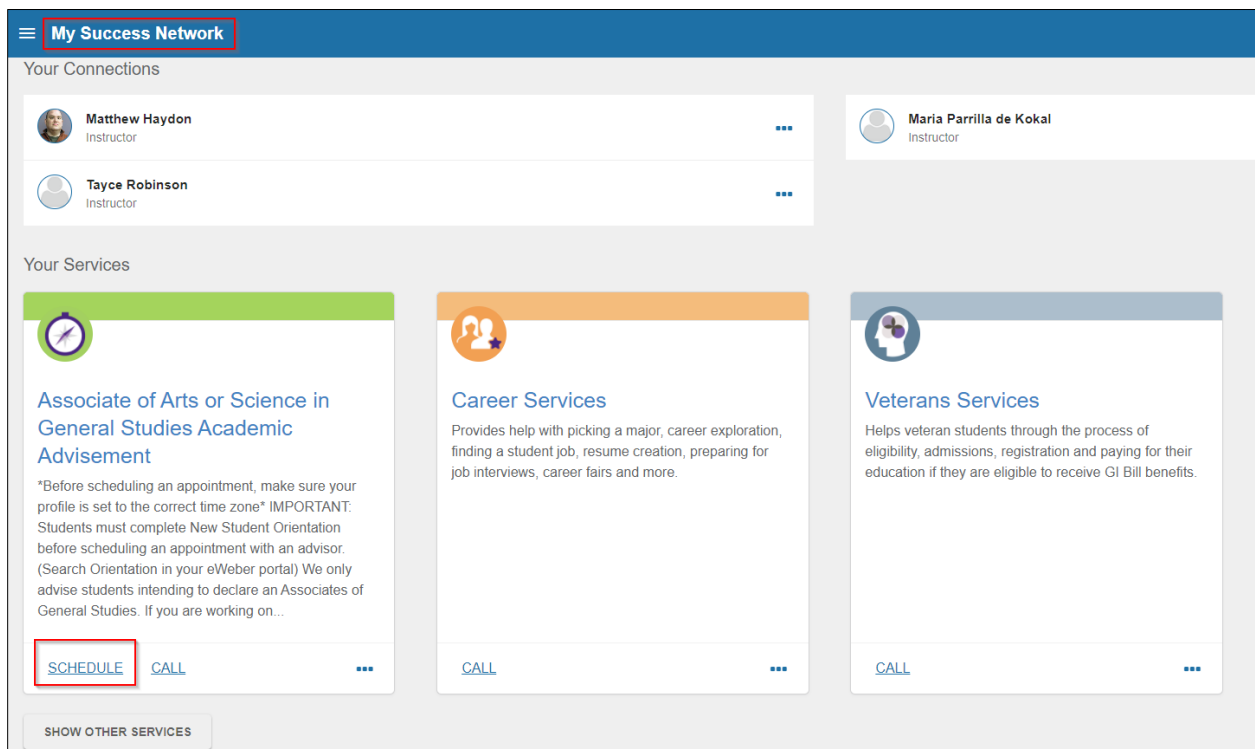 My Success Network
Your Connections
Matthew Haydon
Instructor
Maria Parrilla de Kokal
Instructor
Tayce Robinson
Instructor
Your Services
Associate of Arts or Science in
General Studies Academic
Advisement
*Before scheduling an appointment, make sure your
profile is set to the correct time zone* IMPORTANT:
Students must complete New Student Orientation
before scheduling an appointment with an advisor.
(Search Orientation in your eWeber portal) We only
advise students intending to declare an Associates of
General Studies. If you are working on...
SCHEDULE CALL
Career Services
Provides help with picking a major, career exploration,
finding a student job, resume creation, preparing for
job interviews, career fairs and more.
CALL
Veterans Services
Helps veteran students through the process of
eligibility, admissions, registration and paying for their
education if they are eligible to receive GI Bill benefits.
CALL
SHOW OTHER SERVICES